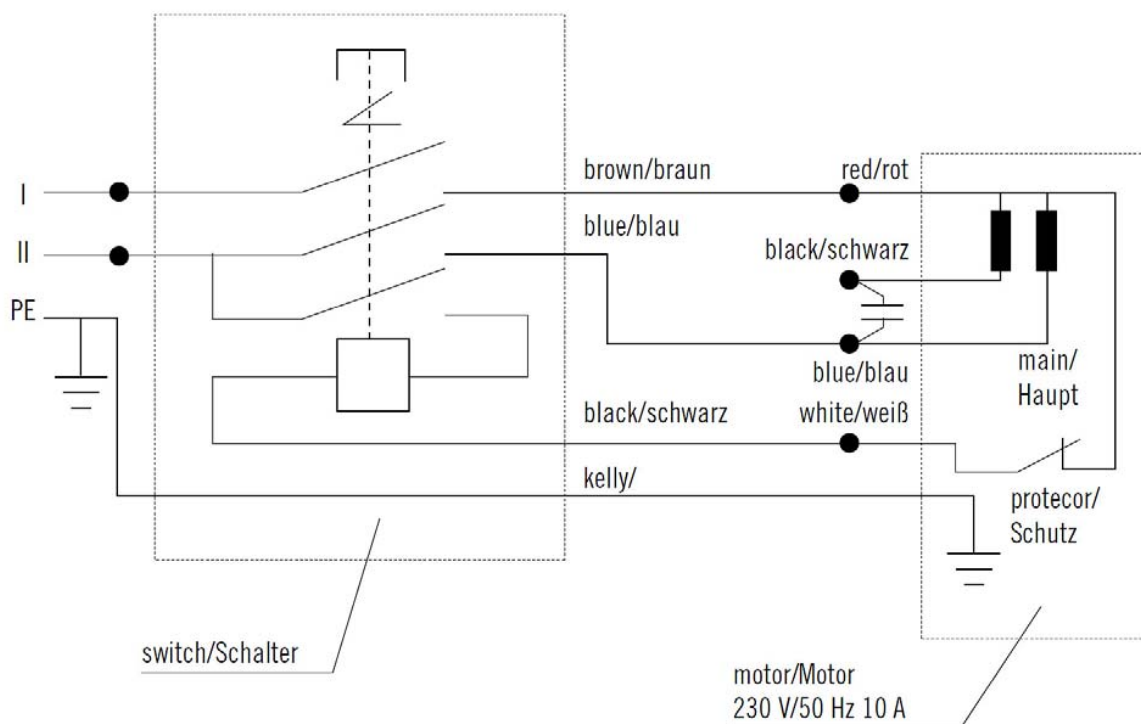 I
II
PE
brown/braun
blue/blau
black/schwarz
kelly/
red/rot
black/schwarz
blue/blau
white/weiß
main/
Haupt
protecor/
Schutz
switch/Schalter
motor/Motor
230 V/50 Hz 10 A